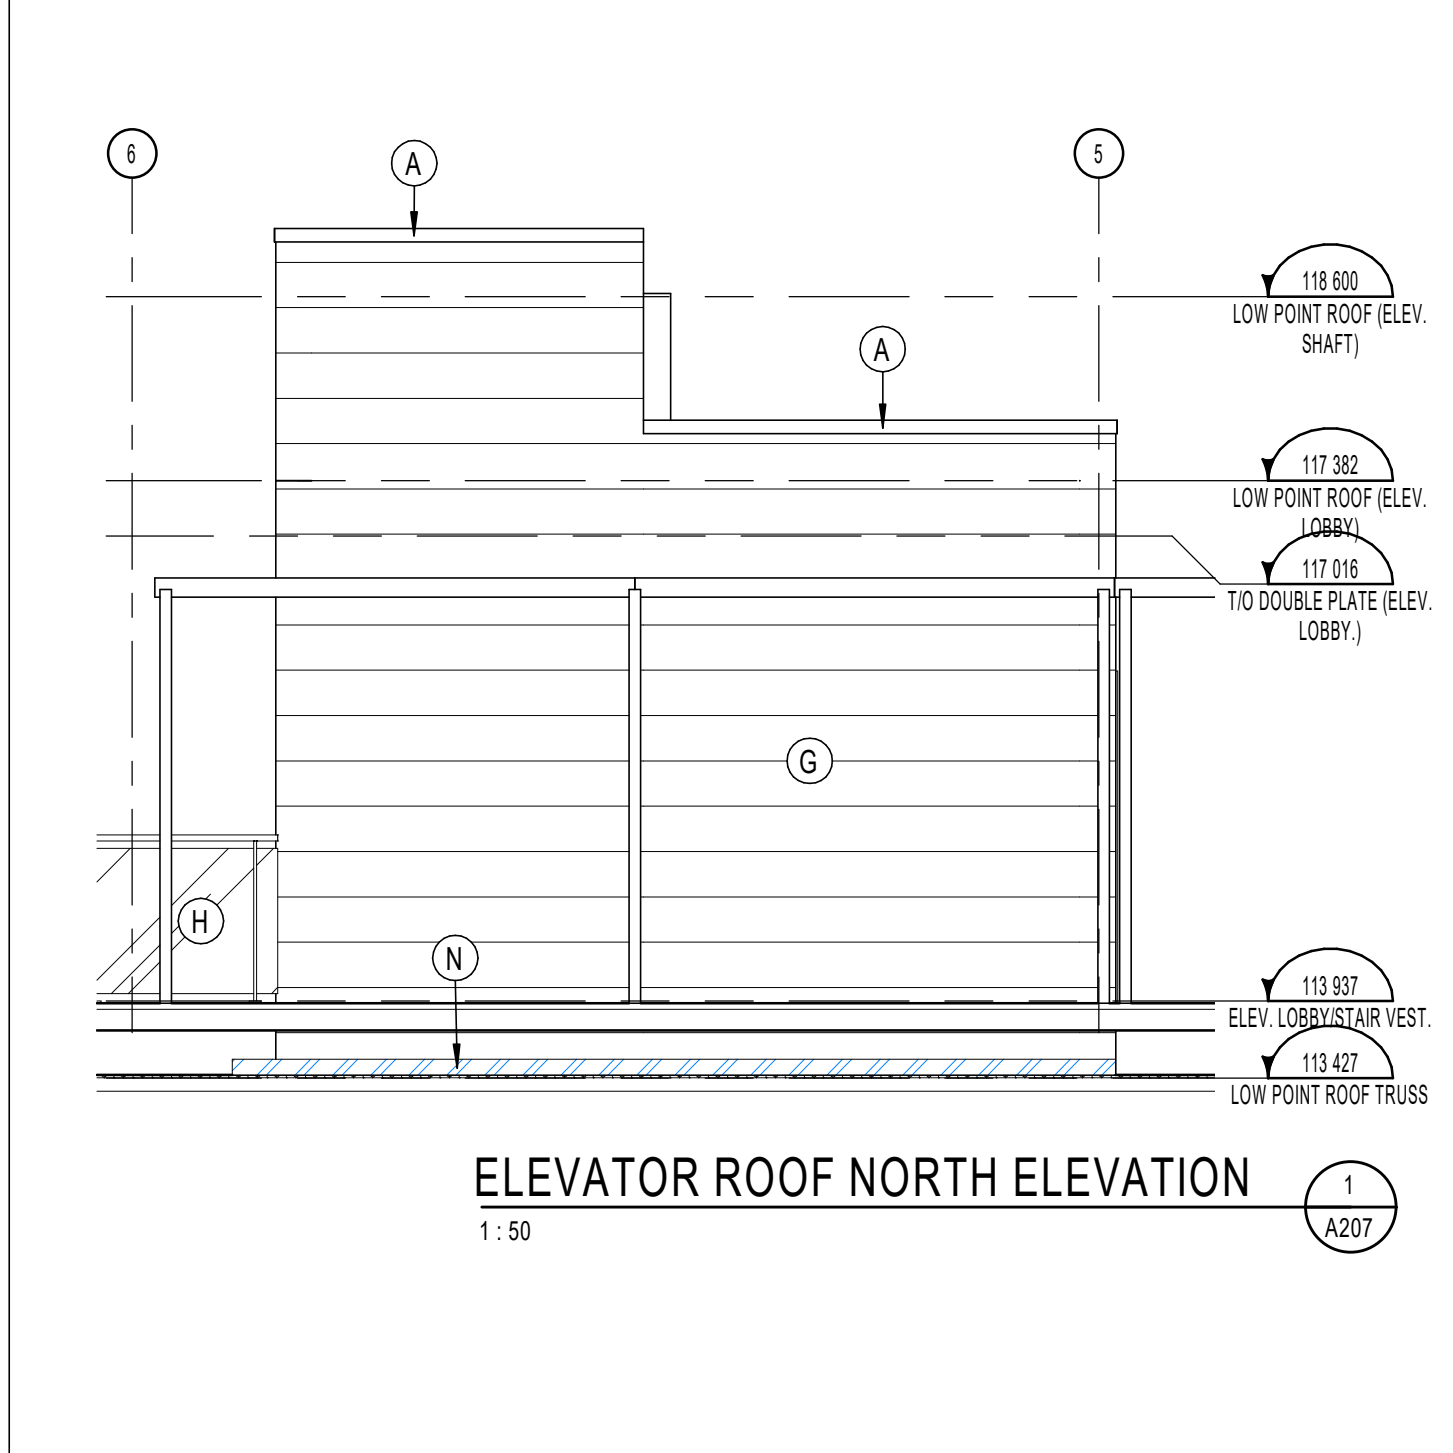 6
5
A
118 600
LOW POINT ROOF (ELEV.
SHAFT)
A
117 382
LOW POINT ROOF (ELEV.
LOBBY)
117 016
T/O DOUBLE PLATE (ELEV.
LOBBY.)
G
H
N
113 937
ELEV. LOBBY/STAIR VEST.
113 427
LOW POINT ROOF TRUSS
ELEVATOR ROOF NORTH ELEVATION
1 : 50
1
A207